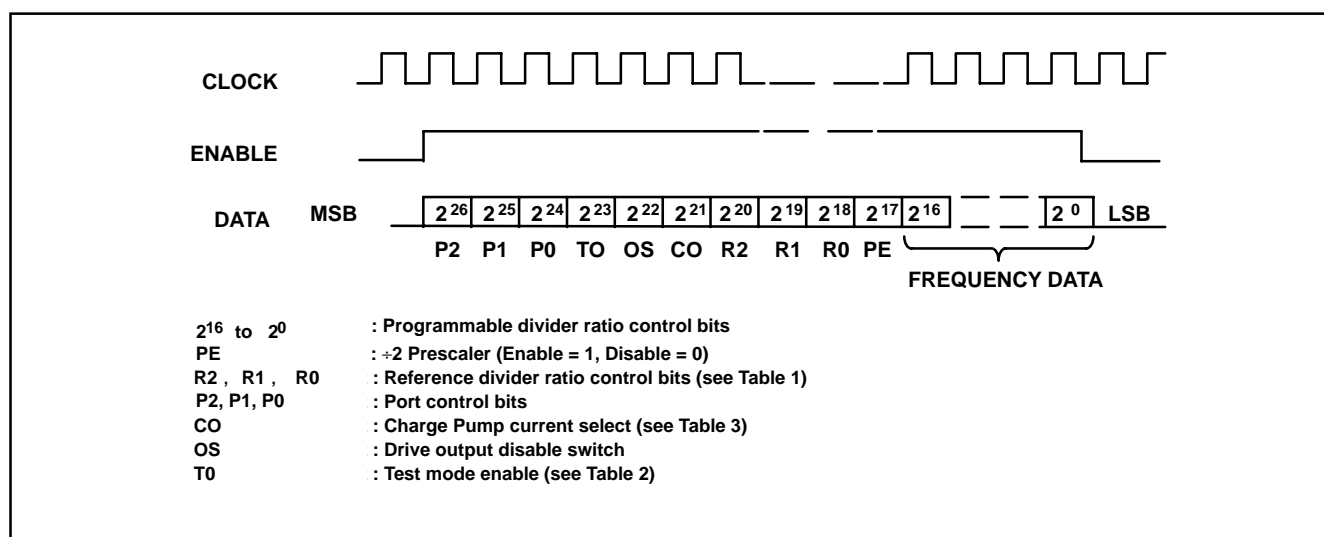 CLOCK
ENABLE
DATA MSB 2^26 2^25 2^24 2^23 2^22 2^21 2^20 2^19 2^18 2^17 2^16 2^0 LSB
P2 P1 P0 TO OS CO R2 R1 R0 PE
FREQUENCY DATA
2^16 to 2^0 : Programmable divider ratio control bits
PE : ÷2 Prescaler (Enable = 1, Disable = 0)
R2 , R1 , R0 : Reference divider ratio control bits (see Table 1)
P2, P1, P0 : Port control bits
CO : Charge Pump current select (see Table 3)
OS : Drive output disable switch
T0 : Test mode enable (see Table 2)